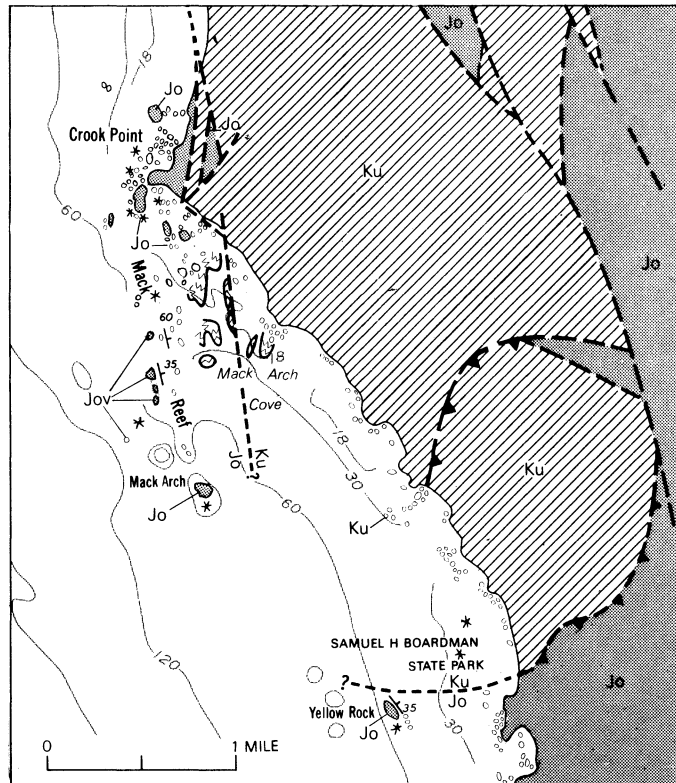 18
Jo
Jo
Crook Point
Jo
Ku
60
Jo
Jo
Mack
60
35
18
Mack Arch
Jov
Reef
Cove
18
Ku
Jo
Ku
30
Mack Arch
?
60
Jo
Ku
SAMUEL H BOARDMAN
120
STATE PARK
Ku
?
Jo
Jo
35
Yellow Rock
30
Jo
0
1 MILE